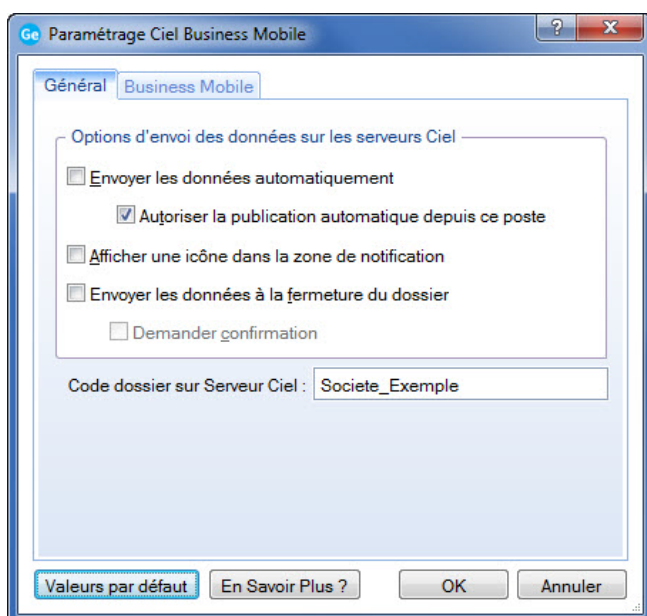 Ge Paramétrage Ciel Business Mobile ? X
Général Business Mobile
Options d'envoi des données sur les serveurs Ciel
Envoyer les données automatiquement
Autoriser la publication automatique depuis ce poste
Afficher une icône dans la zone de notification
Envoyer les données à la fermeture du dossier
Demander confirmation
Code dossier sur Serveur Ciel : Societe_Exemple
Valeurs par défaut En Savoir Plus ? OK Annuler